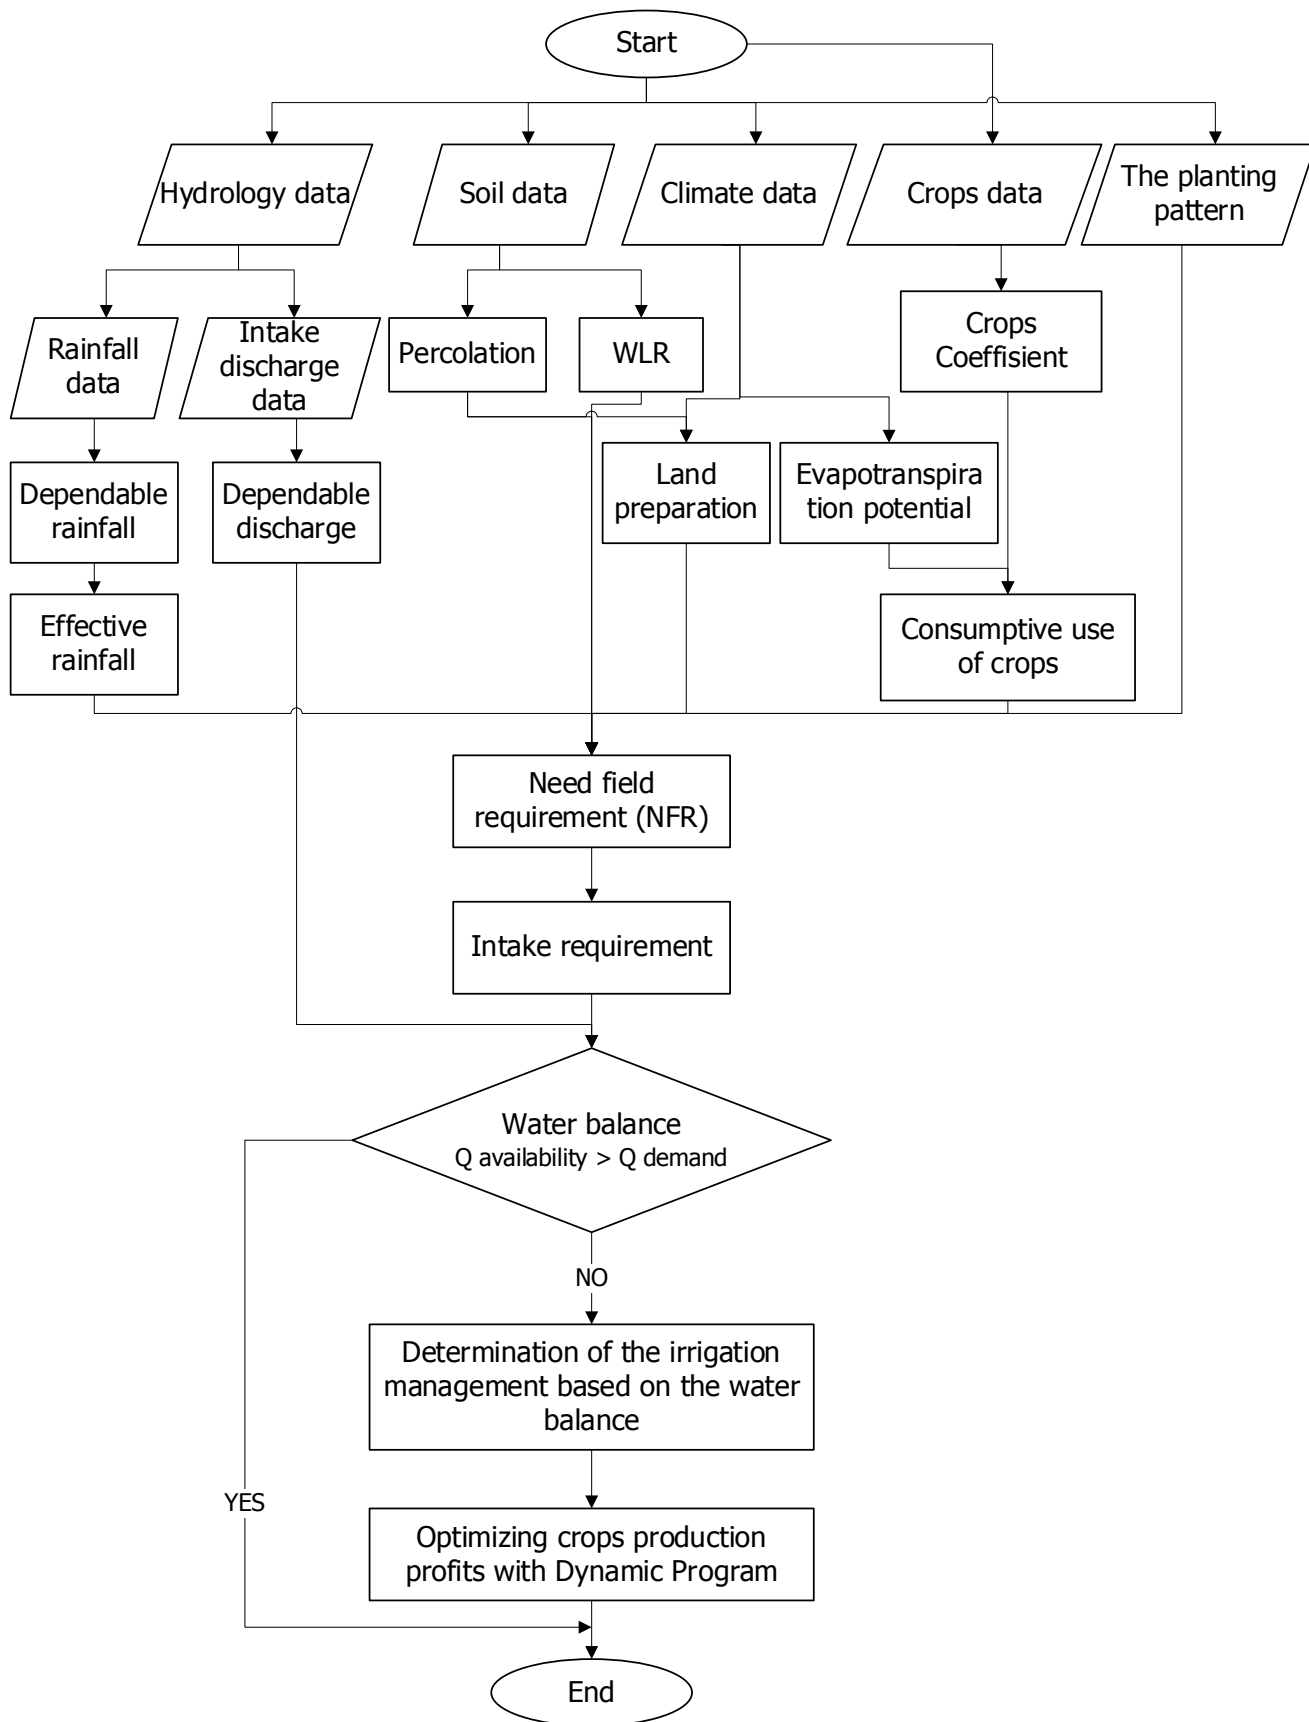 Start
Hydrology data
Soil data
Climate data
Crops data
The planting
pattern
Rainfall
data
Intake
discharge
data
Percolation
WLR
Crops
Coeffisient
Dependable
rainfall
Dependable
discharge
Land
preparation
Evapotranspira
tion potential
Effective
rainfall
Consumptive use
of crops
Need field
requirement (NFR)
Intake requirement
Water balance
Q availability > Q demand
NO
Determination of the irrigation
management based on the water
balance
YES
Optimizing crops production
profits with Dynamic Program
End